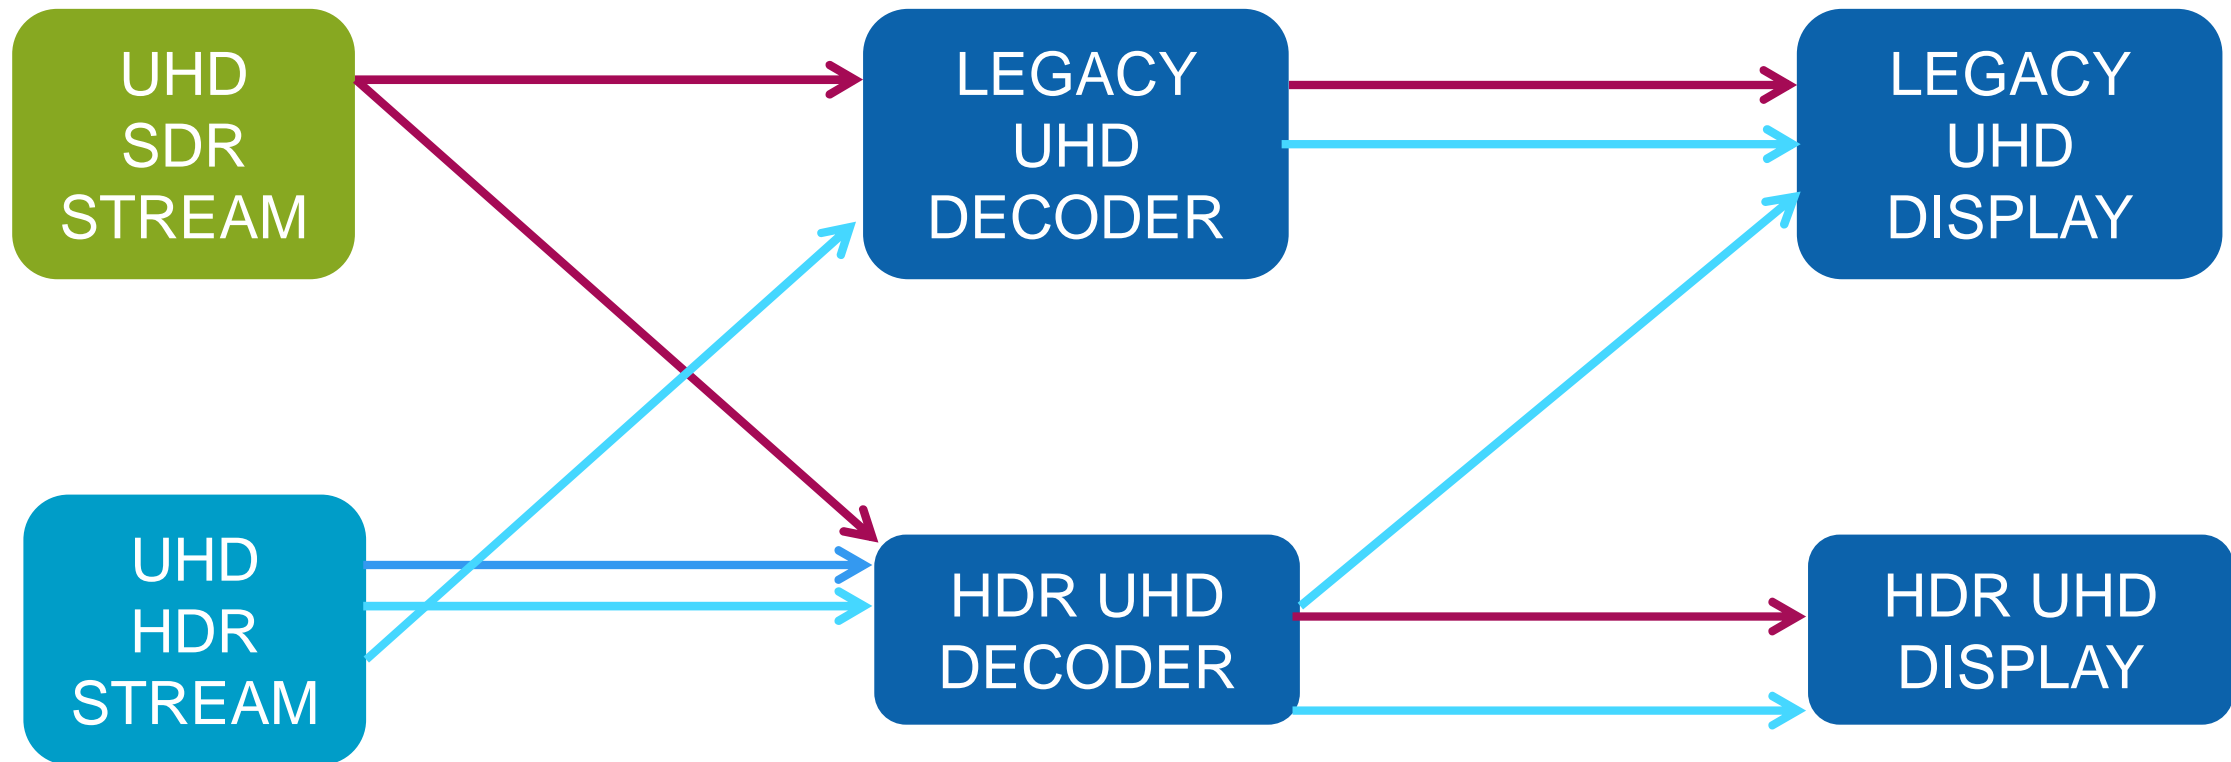 UHD
SDR
STREAM
LEGACY
UHD
DECODER
LEGACY
UHD
DISPLAY
UHD
HDR
STREAM
HDR UHD
DECODER
HDR UHD
DISPLAY